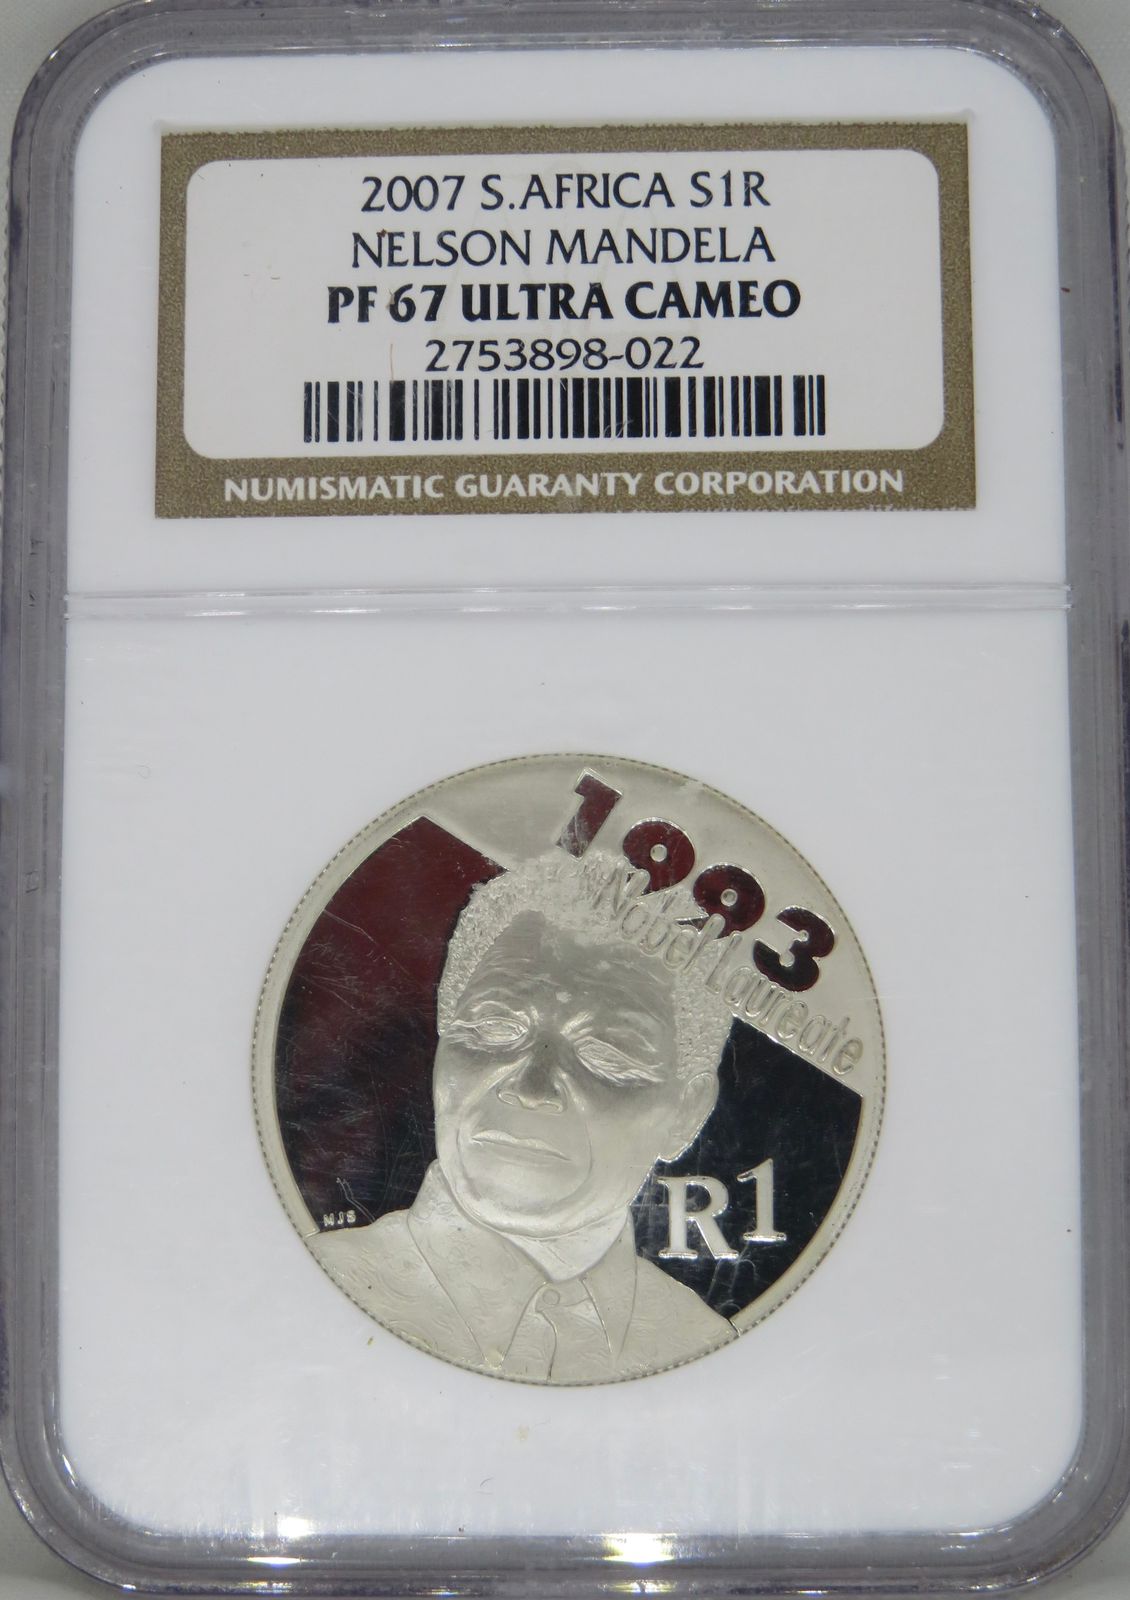 2007 S.AFRICA S1R
NELSON MANDELA
PF 67 ULTRA CAMEO
2753898-022
NUMISMATIC GUARANTY CORPORATION
1993
Nobel Laureate
R1
MJS